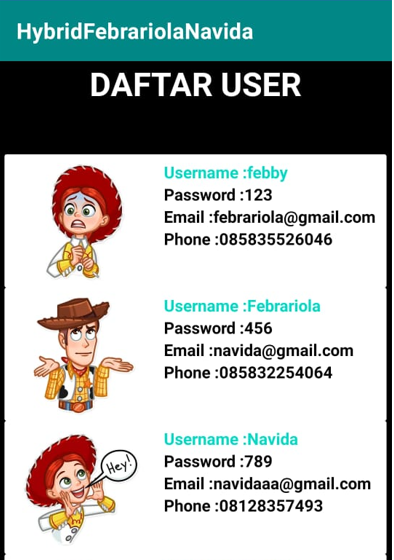 HybridFebrariolaNavida
DAFTAR USER
Username :febby
Password :123
Email :febrariola@gmail.com
Phone :085835526046
Username :Febrariola
Password :456
Email :navida@gmail.com
Phone :085832254064
Hey!
Username :Navida
Password :789
Email :navidaaa@gmail.com
Phone :08128357493